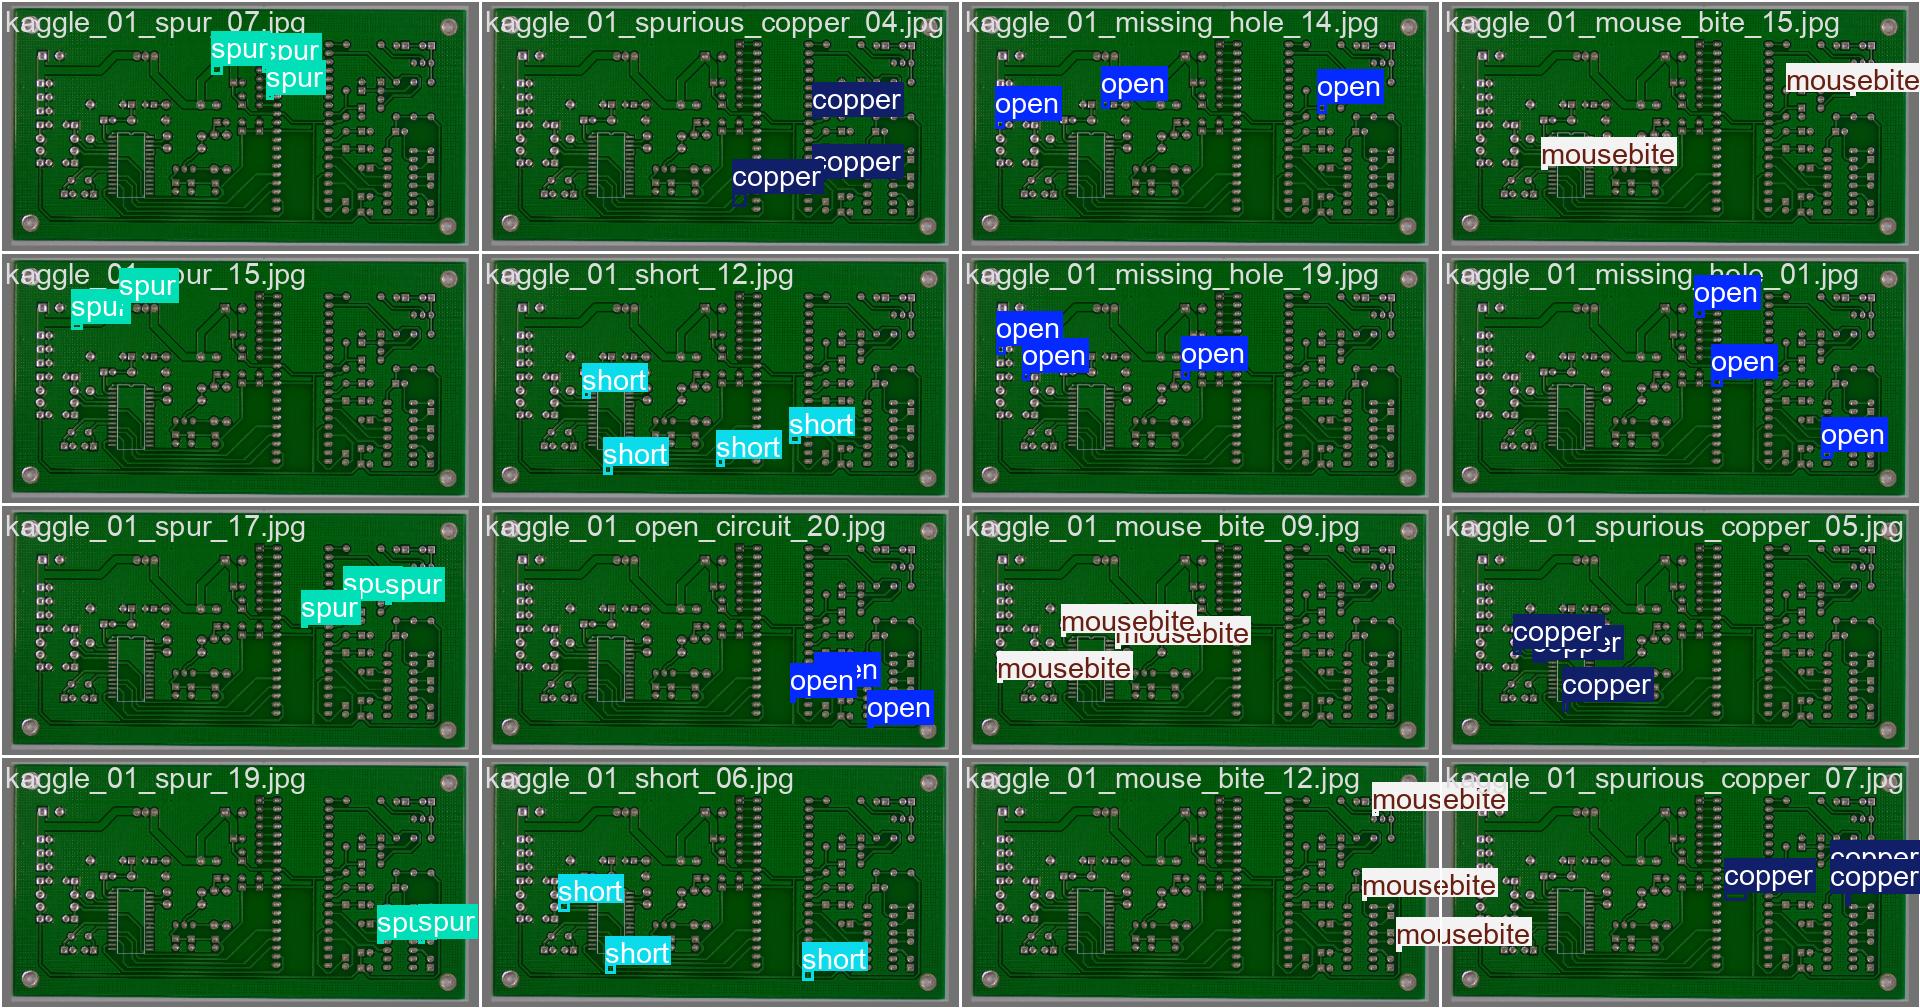 kaggle_01_spur_07.jpg
spur
spur
spur
kaggle_01_spurious_copper_04.jpg
copper
copper
copper
kaggle_01_missing_hole_14.jpg
open
open
open
kaggle_01_mouse_bite_15.jpg
mousebite
mousebite
kaggle_01_spur_15.jpg
spur
spur
kaggle_01_short_12.jpg
short
short
short
short
kaggle_01_missing_hole_19.jpg
open
open
open
kaggle_01_missing_hole_01.jpg
open
open
open
kaggle_01_spur_17.jpg
spur
spur
spur
kaggle_01_open_circuit_20.jpg
open
open
open
kaggle_01_mouse_bite_09.jpg
mousebite
mousebite
mousebite
kaggle_01_spurious_copper_05.jpg
copper
copper
copper
kaggle_01_spur_19.jpg
spur
spur
kaggle_01_short_06.jpg
short
short
short
kaggle_01_mouse_bite_12.jpg
mousebite
mousebite
mousebite
kaggle_01_spurious_copper_07.jpg
copper
copper
copper